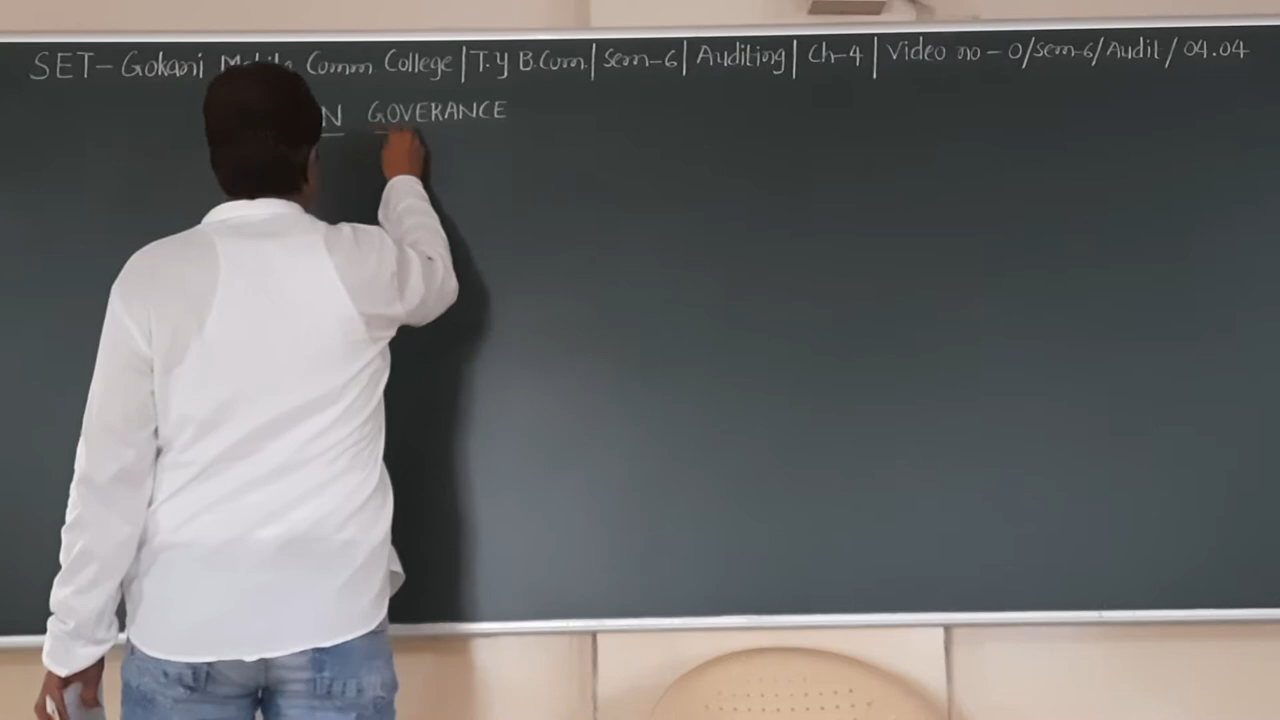 SET- Gokani Comm. College | T.Y B.Com. | Sem-6 | Auditing | Ch-4 | Video no - 0/sem-6/Audit / 04.04
GOVERANCE